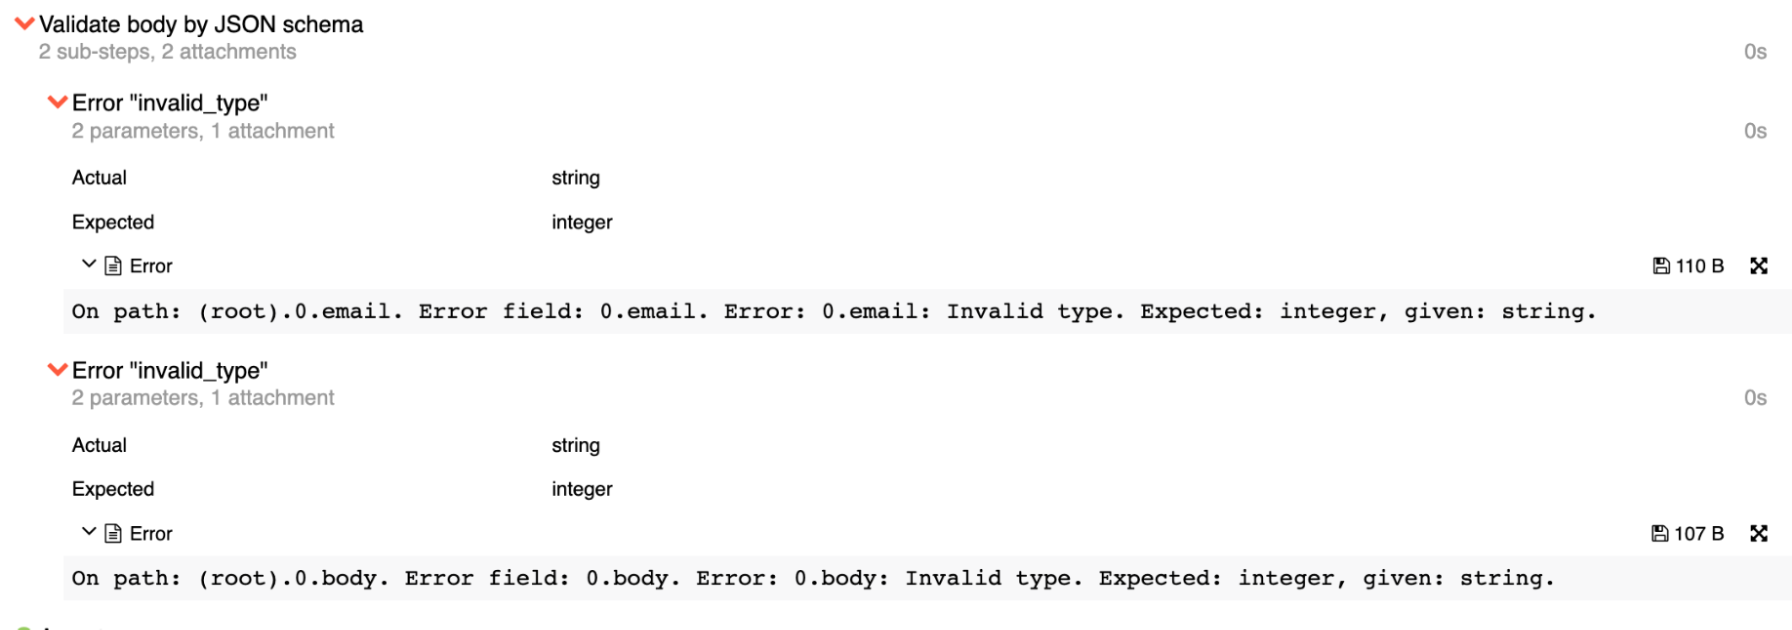 Validate body by JSON schema
2 sub-steps, 2 attachments 0s
Error "invalid_type"
2 parameters, 1 attachment 0s
Actual string
Expected integer
Error 110 B
On path: (root).0.email. Error field: 0.email. Error: 0.email: Invalid type. Expected: integer, given: string.
Error "invalid_type"
2 parameters, 1 attachment 0s
Actual string
Expected integer
Error 107 B
On path: (root).0.body. Error field: 0.body. Error: 0.body: Invalid type. Expected: integer, given: string.